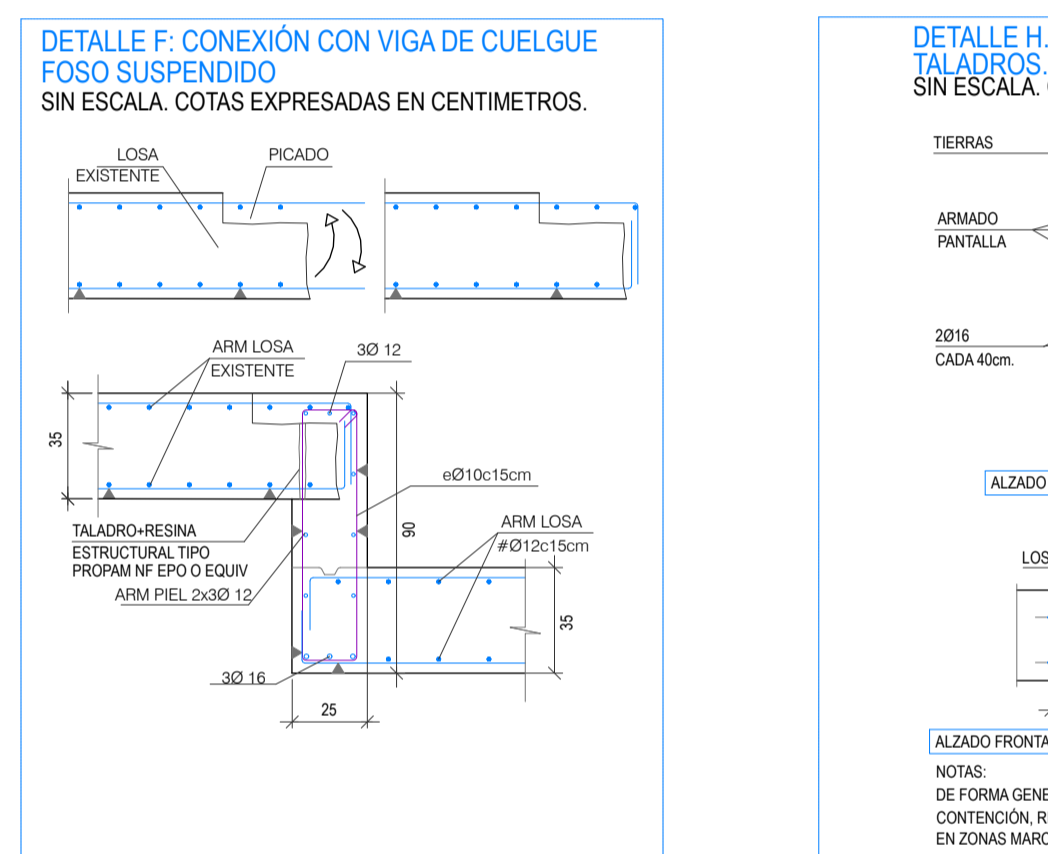 DETALLE F: CONEXIÓN CON VIGA DE CUELGUE
FOSO SUSPENDIDO
SIN ESCALA. COTAS EXPRESADAS EN CENTIMETROS.
LOSA
EXISTENTE
PICADO
ARM LOSA
EXISTENTE
3Ø 12
35
eØ10c15cm
90
ARM LOSA
#Ø12c15cm
TALADRO+RESINA
ESTRUCTURAL TIPO
PROPAM NF EPO O EQUIV
ARM PIEL 2x3Ø 12
35
3Ø 16
25
DETALLE H.
TALADROS.
SIN ESCALA.
TIERRAS
ARMADO
PANTALLA
2Ø16
CADA 40cm.
ALZADO
LOS
ALZADO FRONTA
NOTAS:
DE FORMA GENE
CONTENCIÓN, R
EN ZONAS MARC